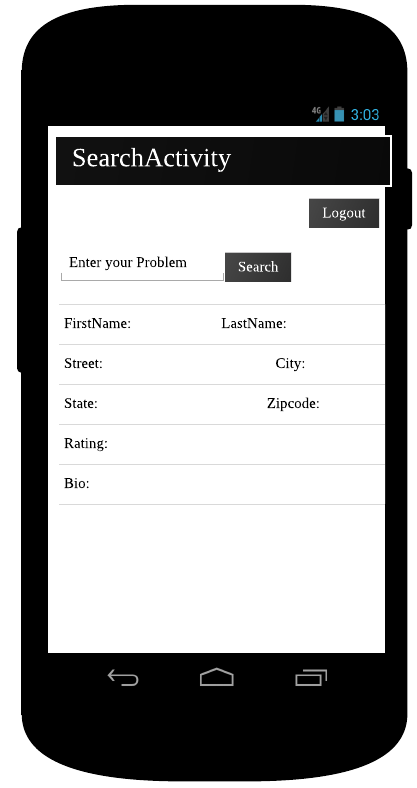 4G 3:03
SearchActivity
Logout
Enter your Problem Search
FirstName: LastName:
Street: City:
State: Zipcode:
Rating:
Bio: